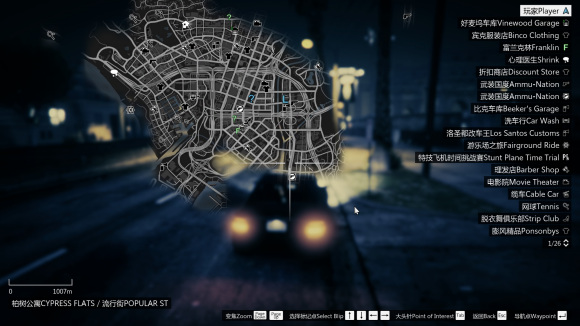 玩家Player
好麦坞车库Vinewood Garage
宾克服装店Binco Clothing
富兰克林Franklin
心理医生Shrink
折扣商店Discount Store
武装国度Ammu-Nation
武装国度Ammu-Nation
比克车库Beeker's Garage
洗车行Car Wash
洛圣都改车王Los Santos Customs
游乐场之旅Fairground Ride
特技飞机时间挑战赛Stunt Plane Time Trial
理发店Barber Shop
电影院Movie Theater
缆车Cable Car
网球Tennis
脱衣舞俱乐部Strip Club
膨风精品Ponsonbys
1/26
0 1007m
柏树公寓CYPRESS FLATS / 流行街POPULAR ST
变焦Zoom 选择标记点Select Blip 大头针Point of Interest Tab 返回Back Esc 导航点Waypoint